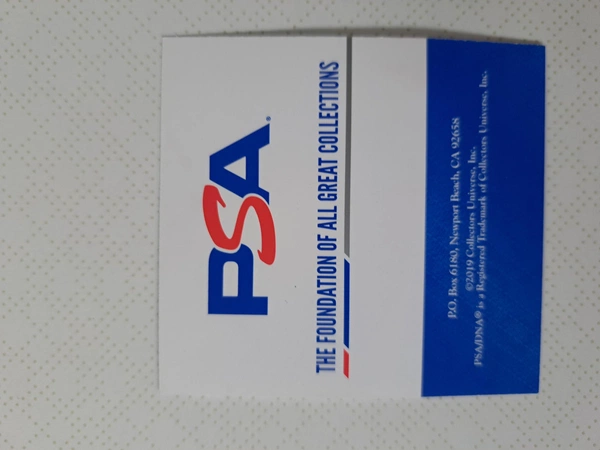 PSA®
THE FOUNDATION OF ALL GREAT COLLECTIONS
P.O. Box 6180, Newport Beach, CA 92658
©2019 Collectors Universe, Inc.
PSA/DNA® is a Registered Trademark of Collectors Universe, Inc.